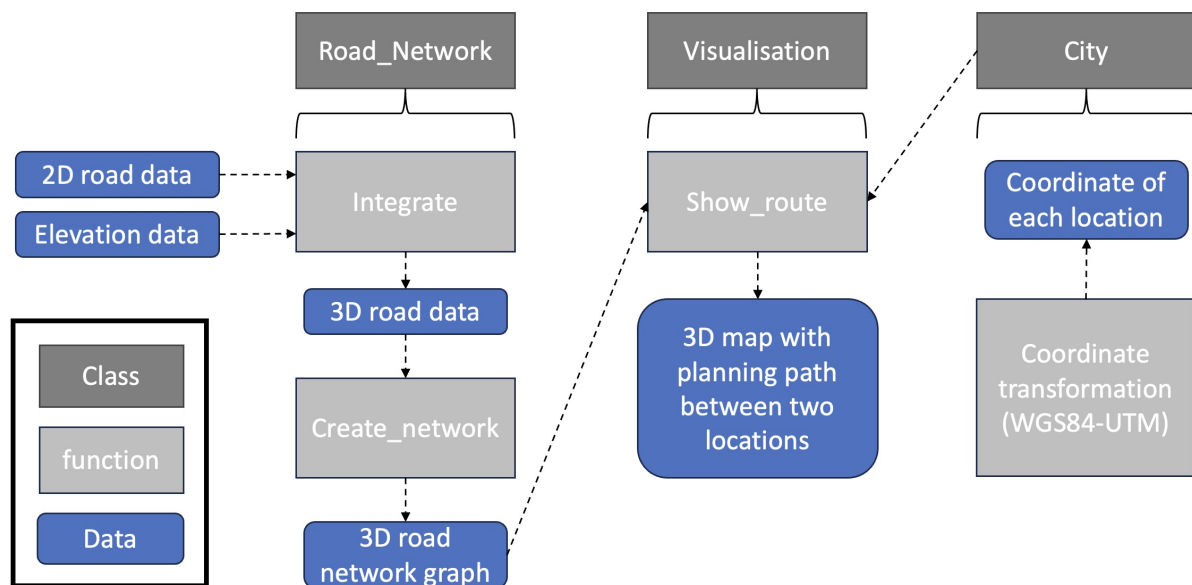 Road_Network
Visualisation
City
2D road data
Elevation data
Integrate
Show_route
Coordinate of
each location
3D road data
Create_network
3D road
network graph
3D map with
planning path
between two
locations
Coordinate
transformation
(WGS84-UTM)
Class
function
Data